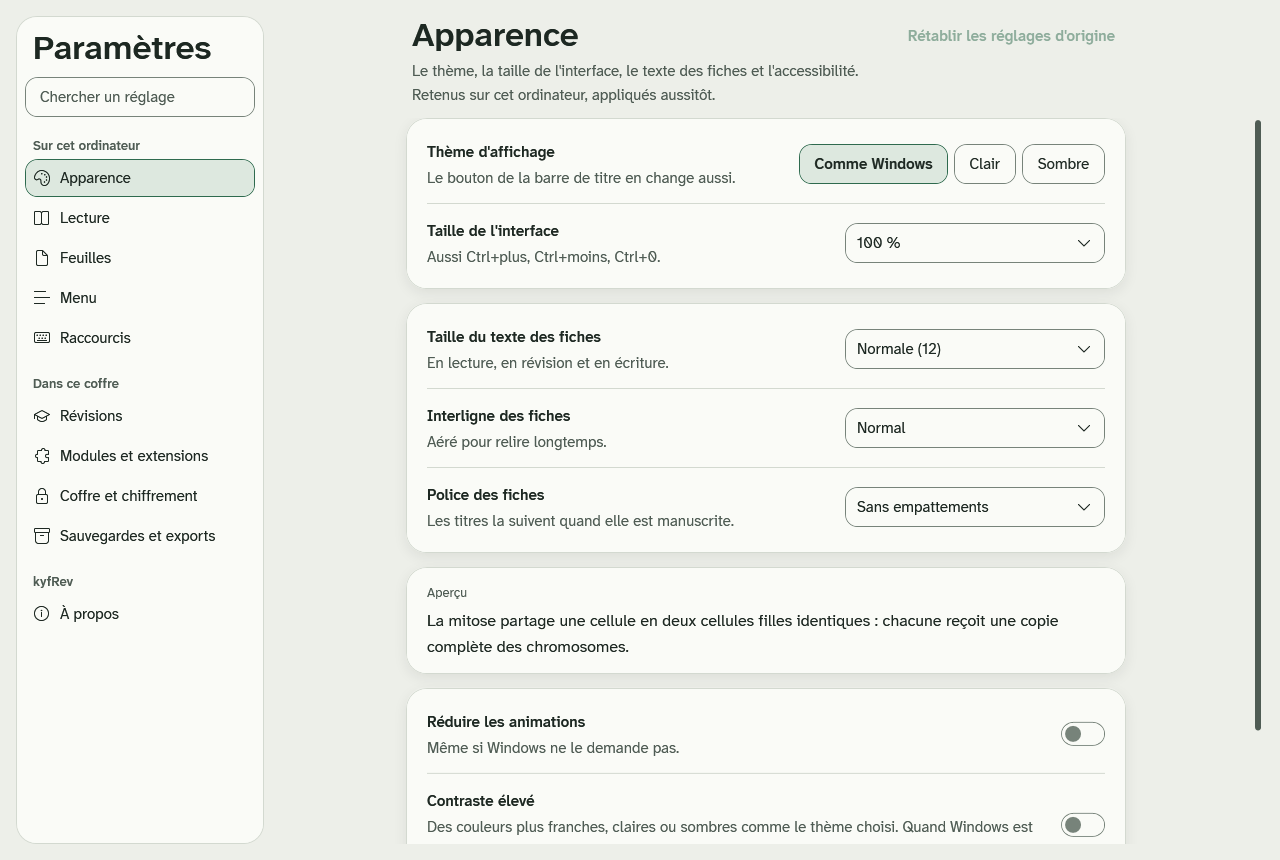 Paramètres
Chercher un réglage
Sur cet ordinateur
Apparence
Lecture
Feuilles
Menu
Raccourcis
Dans ce coffre
Révisions
Modules et extensions
Coffre et chiffrement
Sauvegardes et exports
kyfRev
À propos
Apparence
Rétablir les réglages d'origine
Le thème, la taille de l'interface, le texte des fiches et l'accessibilité.
Retenus sur cet ordinateur, appliqués aussitôt.
Thème d'affichage
Le bouton de la barre de titre en change aussi.
Comme Windows
Clair
Sombre
Taille de l'interface
Aussi Ctrl+plus, Ctrl+moins, Ctrl+0.
100 %
Taille du texte des fiches
En lecture, en révision et en écriture.
Normale (12)
Interligne des fiches
Aéré pour relire longtemps.
Normal
Police des fiches
Les titres la suivent quand elle est manuscrite.
Sans empattements
Aperçu
La mitose partage une cellule en deux cellules filles identiques : chacune reçoit une copie
complète des chromosomes.
Réduire les animations
Même si Windows ne le demande pas.
Contraste élevé
Des couleurs plus franches, claires ou sombres comme le thème choisi. Quand Windows est